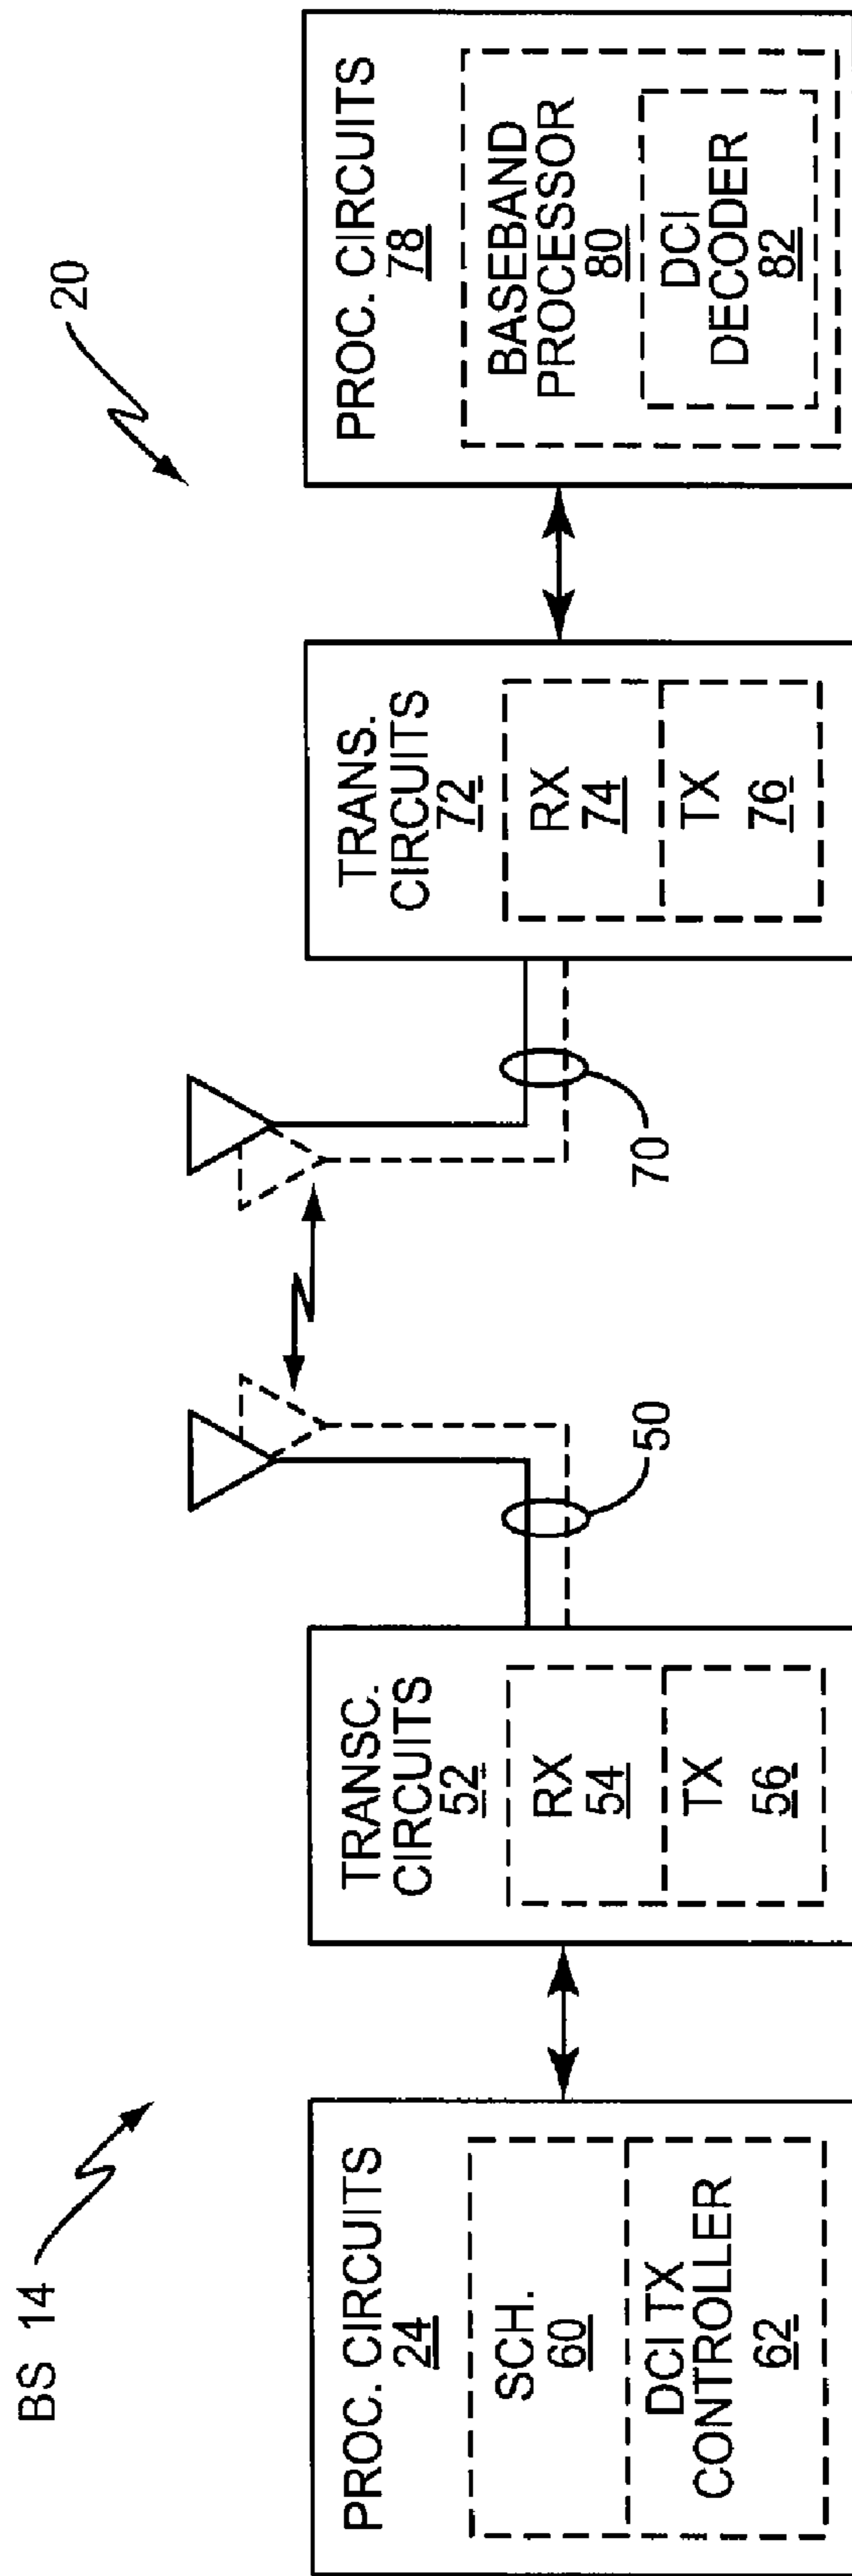 BS 14
20
PROC. CIRCUITS
24
SCH.
60
DCI TX
CONTROLLER
62
TRANSC.
CIRCUITS
52
RX
54
TX
56
50
70
TRANS.
CIRCUITS
72
RX
74
TX
76
PROC. CIRCUITS
78
BASEBAND
PROCESSOR
80
DCI
DECODER
82